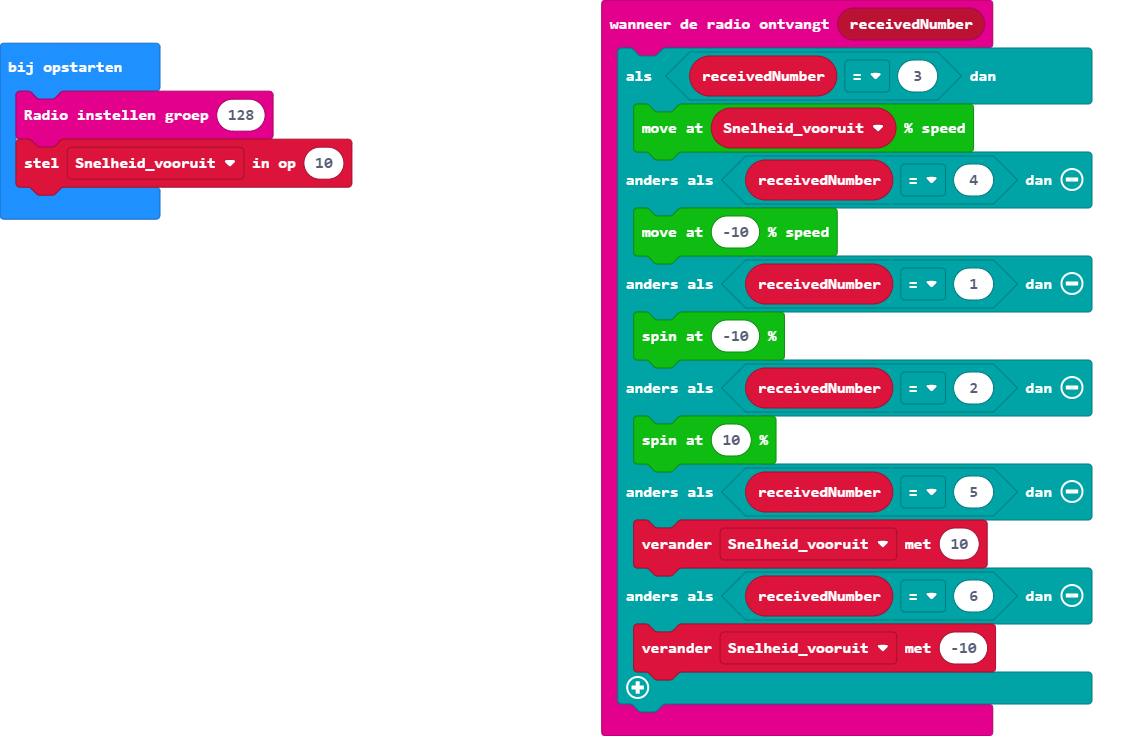 bij opstarten
Radio instellen groep 128
stel Snelheid_vooruit in op 10
wanneer de radio ontvangt receivedNumber
als receivedNumber = 3 dan
move at Snelheid_vooruit % speed
anders als receivedNumber = 4 dan
move at -10 % speed
anders als receivedNumber = 1 dan
spin at -10 %
anders als receivedNumber = 2 dan
spin at 10 %
anders als receivedNumber = 5 dan
verander Snelheid_vooruit met 10
anders als receivedNumber = 6 dan
verander Snelheid_vooruit met -10